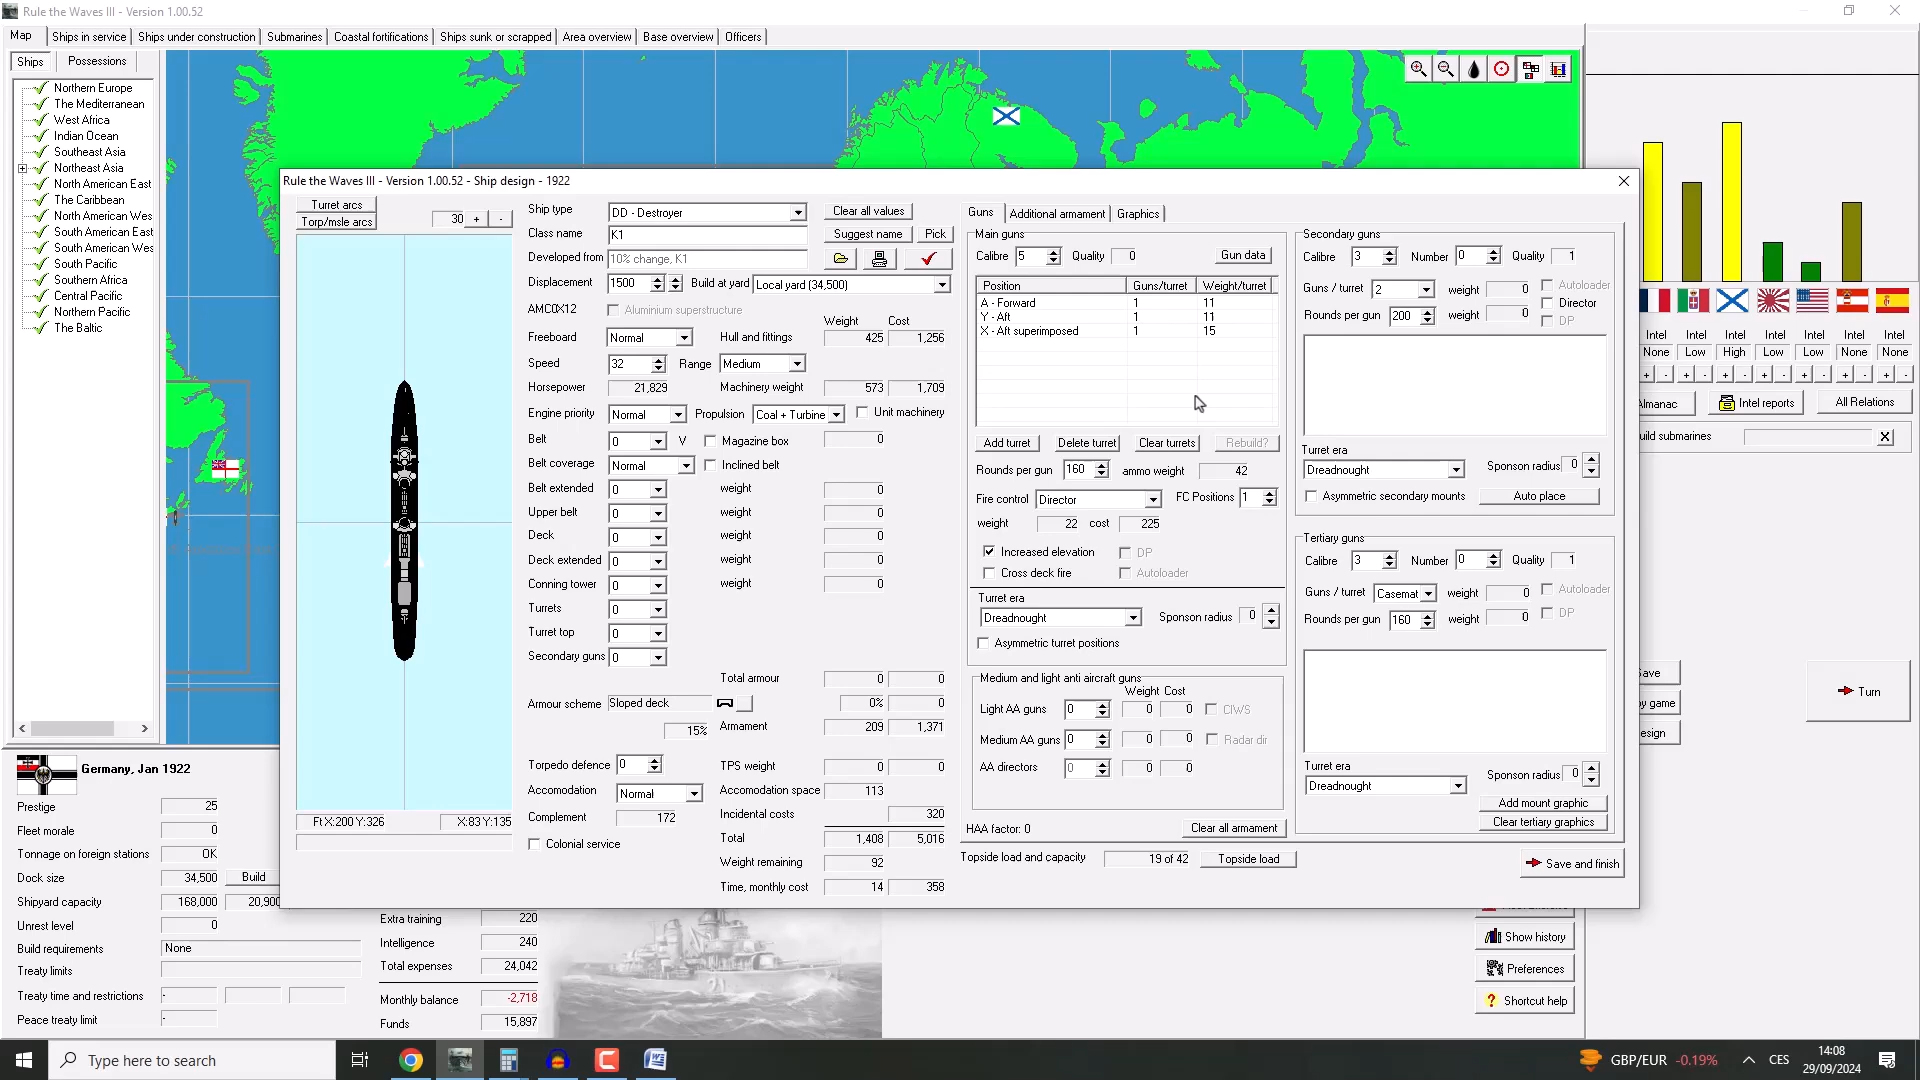 Rule the Waves III - Version 1.00.52
Map
Ships in service
Ships under construction
Submarines
Coastal fortifications
Ships sunk or scrapped
Area overview
Base overview
Officers
Ships
Possessions
Northern Europe
The Mediterranean
West Africa
Indian Ocean
Southeast Asia
Northeast Asia
North American East
The Caribbean
North American Wes
South American East
South American Wes
South Pacific
Southern Africa
Central Pacific
Northern Pacific
The Baltic
Rule the Waves III - Version 1.00.52 - Ship design - 1922
Turret arcs
Torp/msle arcs
30 + -
Ft X:200 Y:326
X:83 Y:135
Ship type DD - Destroyer
Clear all values
Class name K1
Suggest name
Pick
Developed from 10% change, K1
Displacement 1500
Build at yard Local yard (34,500)
AMC0X12
Aluminium superstructure
Weight Cost
Freeboard Normal
Hull and fittings 425 1,256
Speed 32
Range Medium
Horsepower 21,829
Machinery weight 573 1,709
Engine priority Normal
Propulsion Coal + Turbine
Unit machinery
Belt 0 V
Magazine box 0
Belt coverage Normal
Inclined belt
Belt extended 0 weight 0
Upper belt 0 weight 0
Deck 0 weight 0
Deck extended 0 weight 0
Conning tower 0 weight 0
Turrets 0
Turret top 0
Secondary guns 0
Total armour 0 0
Armour scheme Sloped deck 0% 0
15% Armament 209 1,371
Torpedo defence 0
TPS weight 0 0
Accomodation Normal
Accomodation space 113
Complement 172
Incidental costs 320
Colonial service
Total 1,408 5,016
Weight remaining 92
Time, monthly cost 14 358
Guns
Additional armament
Graphics
Main guns
Calibre 5 Quality 0
Gun data
Position Guns/turret Weight/turret
A - Forward 1 11
Y - Aft 1 11
X - Aft superimposed 1 15
Add turret
Delete turret
Clear turrets
Rebuild?
Rounds per gun 160 ammo weight 42
Fire control Director FC Positions 1
weight 22 cost 225
Increased elevation
DP
Cross deck fire
Autoloader
Turret era
Dreadnought
Sponson radius 0
Asymmetric turret positions
Medium and light anti aircraft guns
Weight Cost
Light AA guns 0 0 0 CIWS
Medium AA guns 0 0 0 Radar dir
AA directors 0 0 0
HAA factor: 0
Clear all armament
Topside load and capacity 19 of 42
Topside load
Secondary guns
Calibre 3 Number 0 Quality 1
Guns / turret 2 weight 0
Autoloader
Director
Rounds per gun 200 weight 0
DP
Turret era
Dreadnought
Sponson radius 0
Asymmetric secondary mounts
Auto place
Tertiary guns
Calibre 3 Number 0 Quality 1
Guns / turret Casemat weight 0
Autoloader
Rounds per gun 160 weight 0
DP
Turret era
Dreadnought
Sponson radius 0
Add mount graphic
Clear tertiary graphics
Save and finish
Intel Intel Intel Intel Intel Intel Intel
None Low High Low Low None None
+ - + - + - + - + - + - + -
Almanac
Intel reports
All Relations
uild submarines
X
ave
y game
esign
Turn
Show history
Preferences
Shortcut help
Germany, Jan 1922
Prestige 25
Fleet morale 0
Tonnage on foreign stations OK
Dock size 34,500 Build
Shipyard capacity 168,000 20,900
Unrest level 0
Build requirements None
Treaty limits
Treaty time and restrictions -
Peace treaty limit -
Extra training 220
Intelligence 240
Total expenses 24,042
Monthly balance -2,718
Funds 15,897
Type here to search
GBP/EUR -0.19%
CES
14:08
29/09/2024